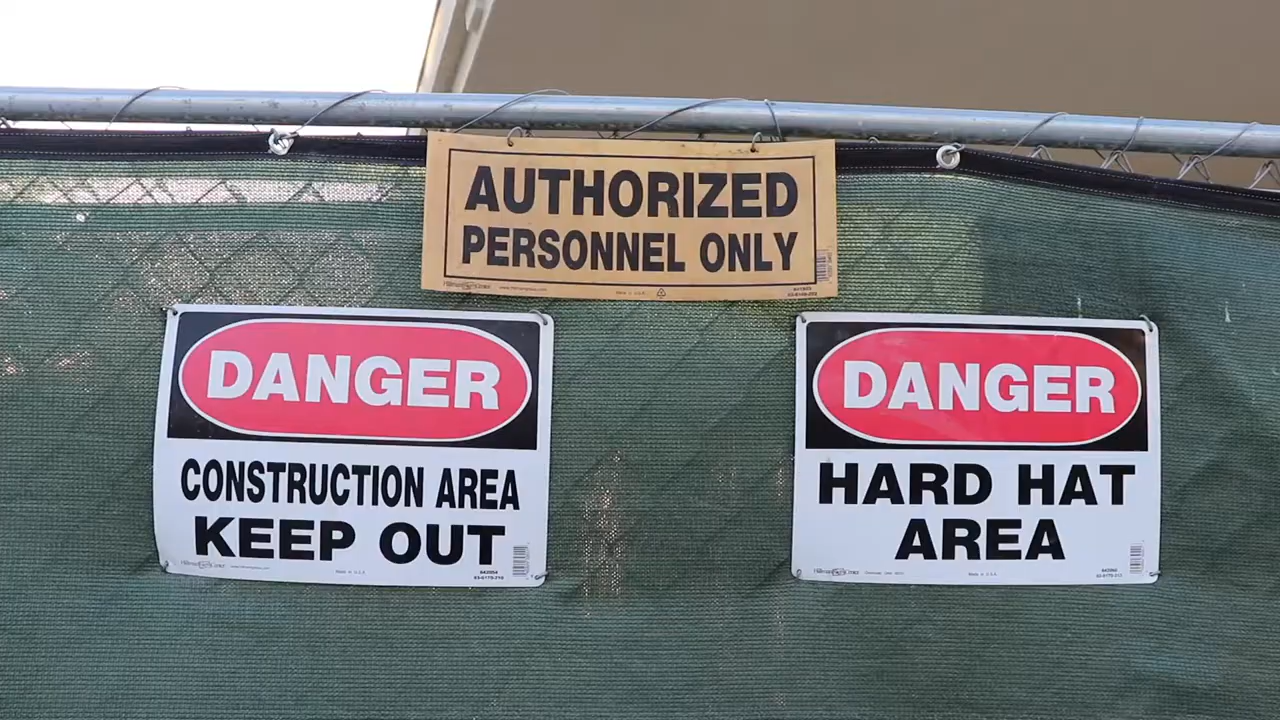 AUTHORIZED
PERSONNEL ONLY
DANGER
CONSTRUCTION AREA
KEEP OUT
DANGER
HARD HAT
AREA